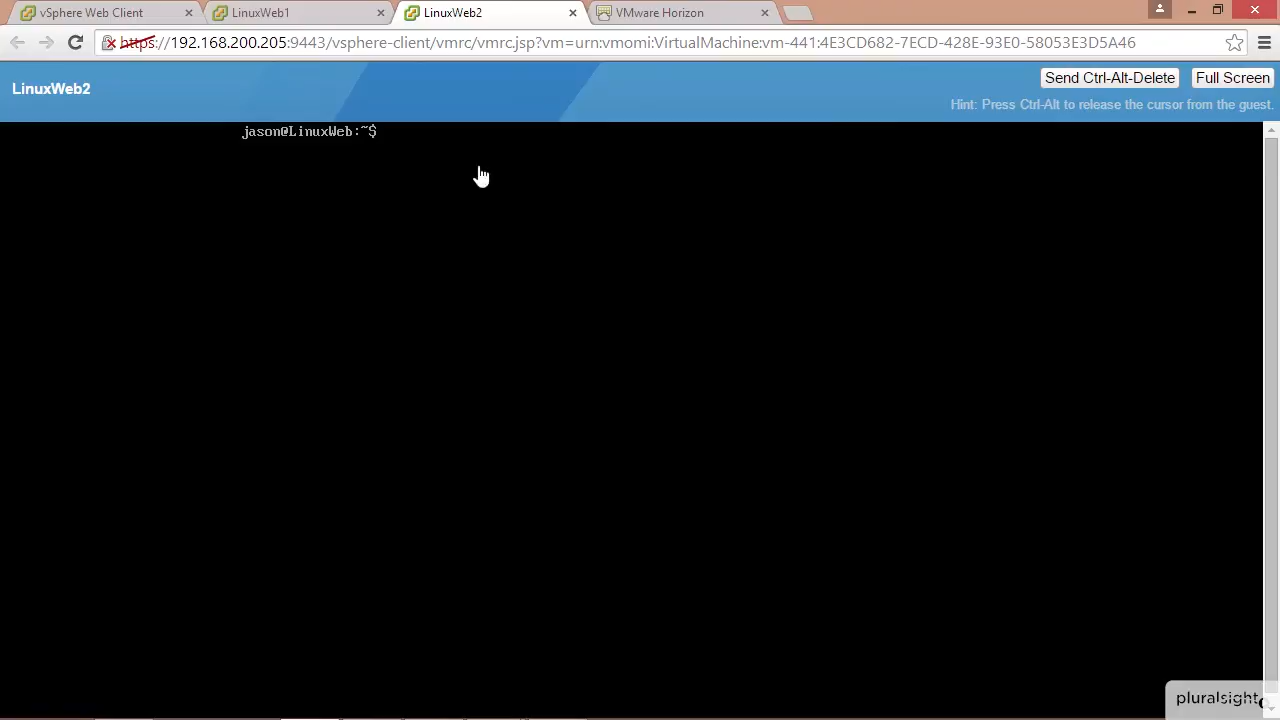 vSphere Web Client
LinuxWeb1
LinuxWeb2
VMware Horizon
https://192.168.200.205:9443/vsphere-client/vmrc/vmrc.jsp?vm=urn:vmomi:VirtualMachine:vm-441:4E3CD682-7ECD-428E-93E0-58053E3D5A46
LinuxWeb2
Send Ctrl-Alt-Delete
Full Screen
Hint: Press Ctrl-Alt to release the cursor from the guest.
jason@LinuxWeb:~$
pluralsight